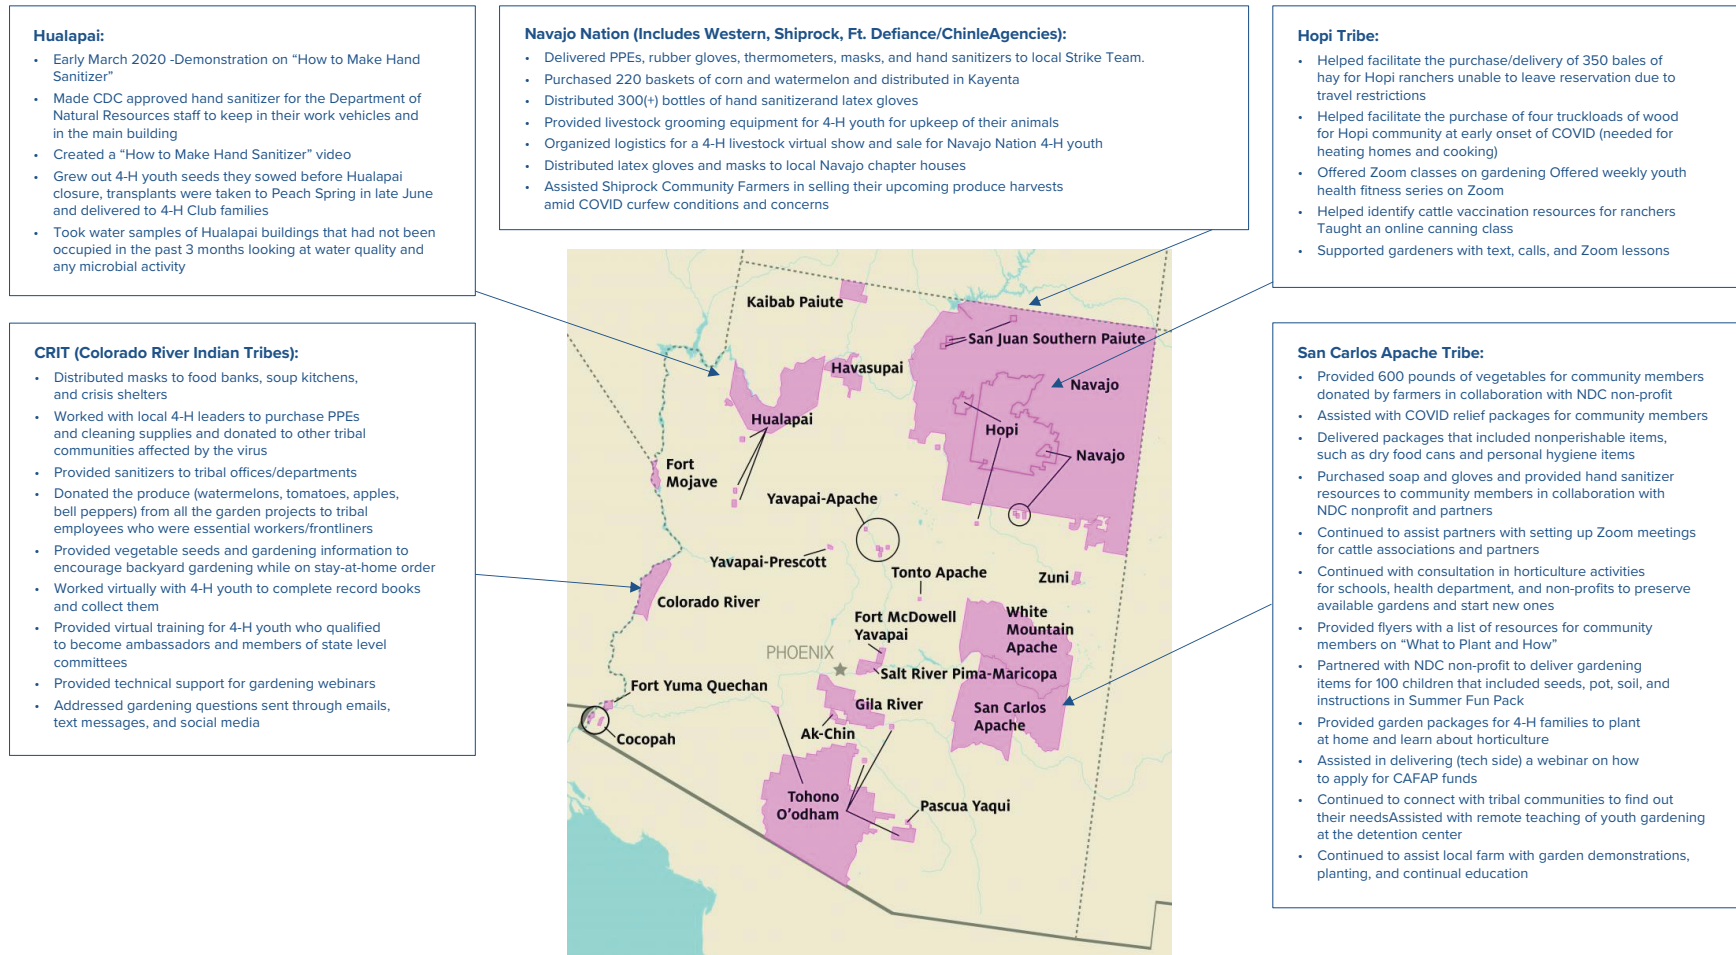 Hualapai:
• Early March 2020 -Demonstration on “How to Make Hand
Sanitizer”
• Made CDC approved hand sanitizer for the Department of
Natural Resources staff to keep in their work vehicles and
in the main building
• Created a “How to Make Hand Sanitizer” video
• Grew out 4-H youth seeds they sowed before Hualapai
closure, transplants were taken to Peach Spring in late June
and delivered to 4-H Club families
• Took water samples of Hualapai buildings that had not been
occupied in the past 3 months looking at water quality and
any microbial activity
Navajo Nation (Includes Western, Shiprock, Ft. Defiance/ChinleAgencies):
• Delivered PPEs, rubber gloves, thermometers, masks, and hand sanitizers to local Strike Team.
• Purchased 220 baskets of corn and watermelon and distributed in Kayenta
• Distributed 300(+) bottles of hand sanitizerand latex gloves
• Provided livestock grooming equipment for 4-H youth for upkeep of their animals
• Organized logistics for a 4-H livestock virtual show and sale for Navajo Nation 4-H youth
• Distributed latex gloves and masks to local Navajo chapter houses
• Assisted Shiprock Community Farmers in selling their upcoming produce harvests
amid COVID curfew conditions and concerns
Hopi Tribe:
• Helped facilitate the purchase/delivery of 350 bales of
hay for Hopi ranchers unable to leave reservation due to
travel restrictions
• Helped facilitate the purchase of four truckloads of wood
for Hopi community at early onset of COVID (needed for
heating homes and cooking)
• Offered Zoom classes on gardening Offered weekly youth
health fitness series on Zoom
• Helped identify cattle vaccination resources for ranchers
Taught an online canning class
• Supported gardeners with text, calls, and Zoom lessons
CRIT (Colorado River Indian Tribes):
• Distributed masks to food banks, soup kitchens,
and crisis shelters
• Worked with local 4-H leaders to purchase PPEs
and cleaning supplies and donated to other tribal
communities affected by the virus
• Provided sanitizers to tribal offices/departments
• Donated the produce (watermelons, tomatoes, apples,
bell peppers) from all the garden projects to tribal
employees who were essential workers/frontliners
• Provided vegetable seeds and gardening information to
encourage backyard gardening while on stay-at-home order
• Worked virtually with 4-H youth to complete record books
and collect them
• Provided virtual training for 4-H youth who qualified
to become ambassadors and members of state level
committees
• Provided technical support for gardening webinars
• Addressed gardening questions sent through emails,
text messages, and social media
Kaibab Paiute
San Juan Southern Paiute
Havasupai
Navajo
Hualapai
Hopi
Navajo
Fort
Mojave
Yavapai-Apache
Yavapai-Prescott
Tonto Apache
Zuni
Colorado River
Fort McDowell
Yavapai
White
Mountain
Apache
PHOENIX
Salt River Pima-Maricopa
Fort Yuma Quechan
Gila River
San Carlos
Apache
Ak-Chin
Cocopah
Tohono
O’odham
Pascua Yaqui
San Carlos Apache Tribe:
• Provided 600 pounds of vegetables for community members
donated by farmers in collaboration with NDC non-profit
• Assisted with COVID relief packages for community members
• Delivered packages that included nonperishable items,
such as dry food cans and personal hygiene items
• Purchased soap and gloves and provided hand sanitizer
resources to community members in collaboration with
NDC nonprofit and partners
• Continued to assist partners with setting up Zoom meetings
for cattle associations and partners
• Continued with consultation in horticulture activities
for schools, health department, and non-profits to preserve
available gardens and start new ones
• Provided flyers with a list of resources for community
members on “What to Plant and How”
• Partnered with NDC non-profit to deliver gardening
items for 100 children that included seeds, pot, soil, and
instructions in Summer Fun Pack
• Provided garden packages for 4-H families to plant
at home and learn about horticulture
• Assisted in delivering (tech side) a webinar on how
to apply for CAFAP funds
• Continued to connect with tribal communities to find out
their needsAssisted with remote teaching of youth gardening
at the detention center
• Continued to assist local farm with garden demonstrations,
planting, and continual education